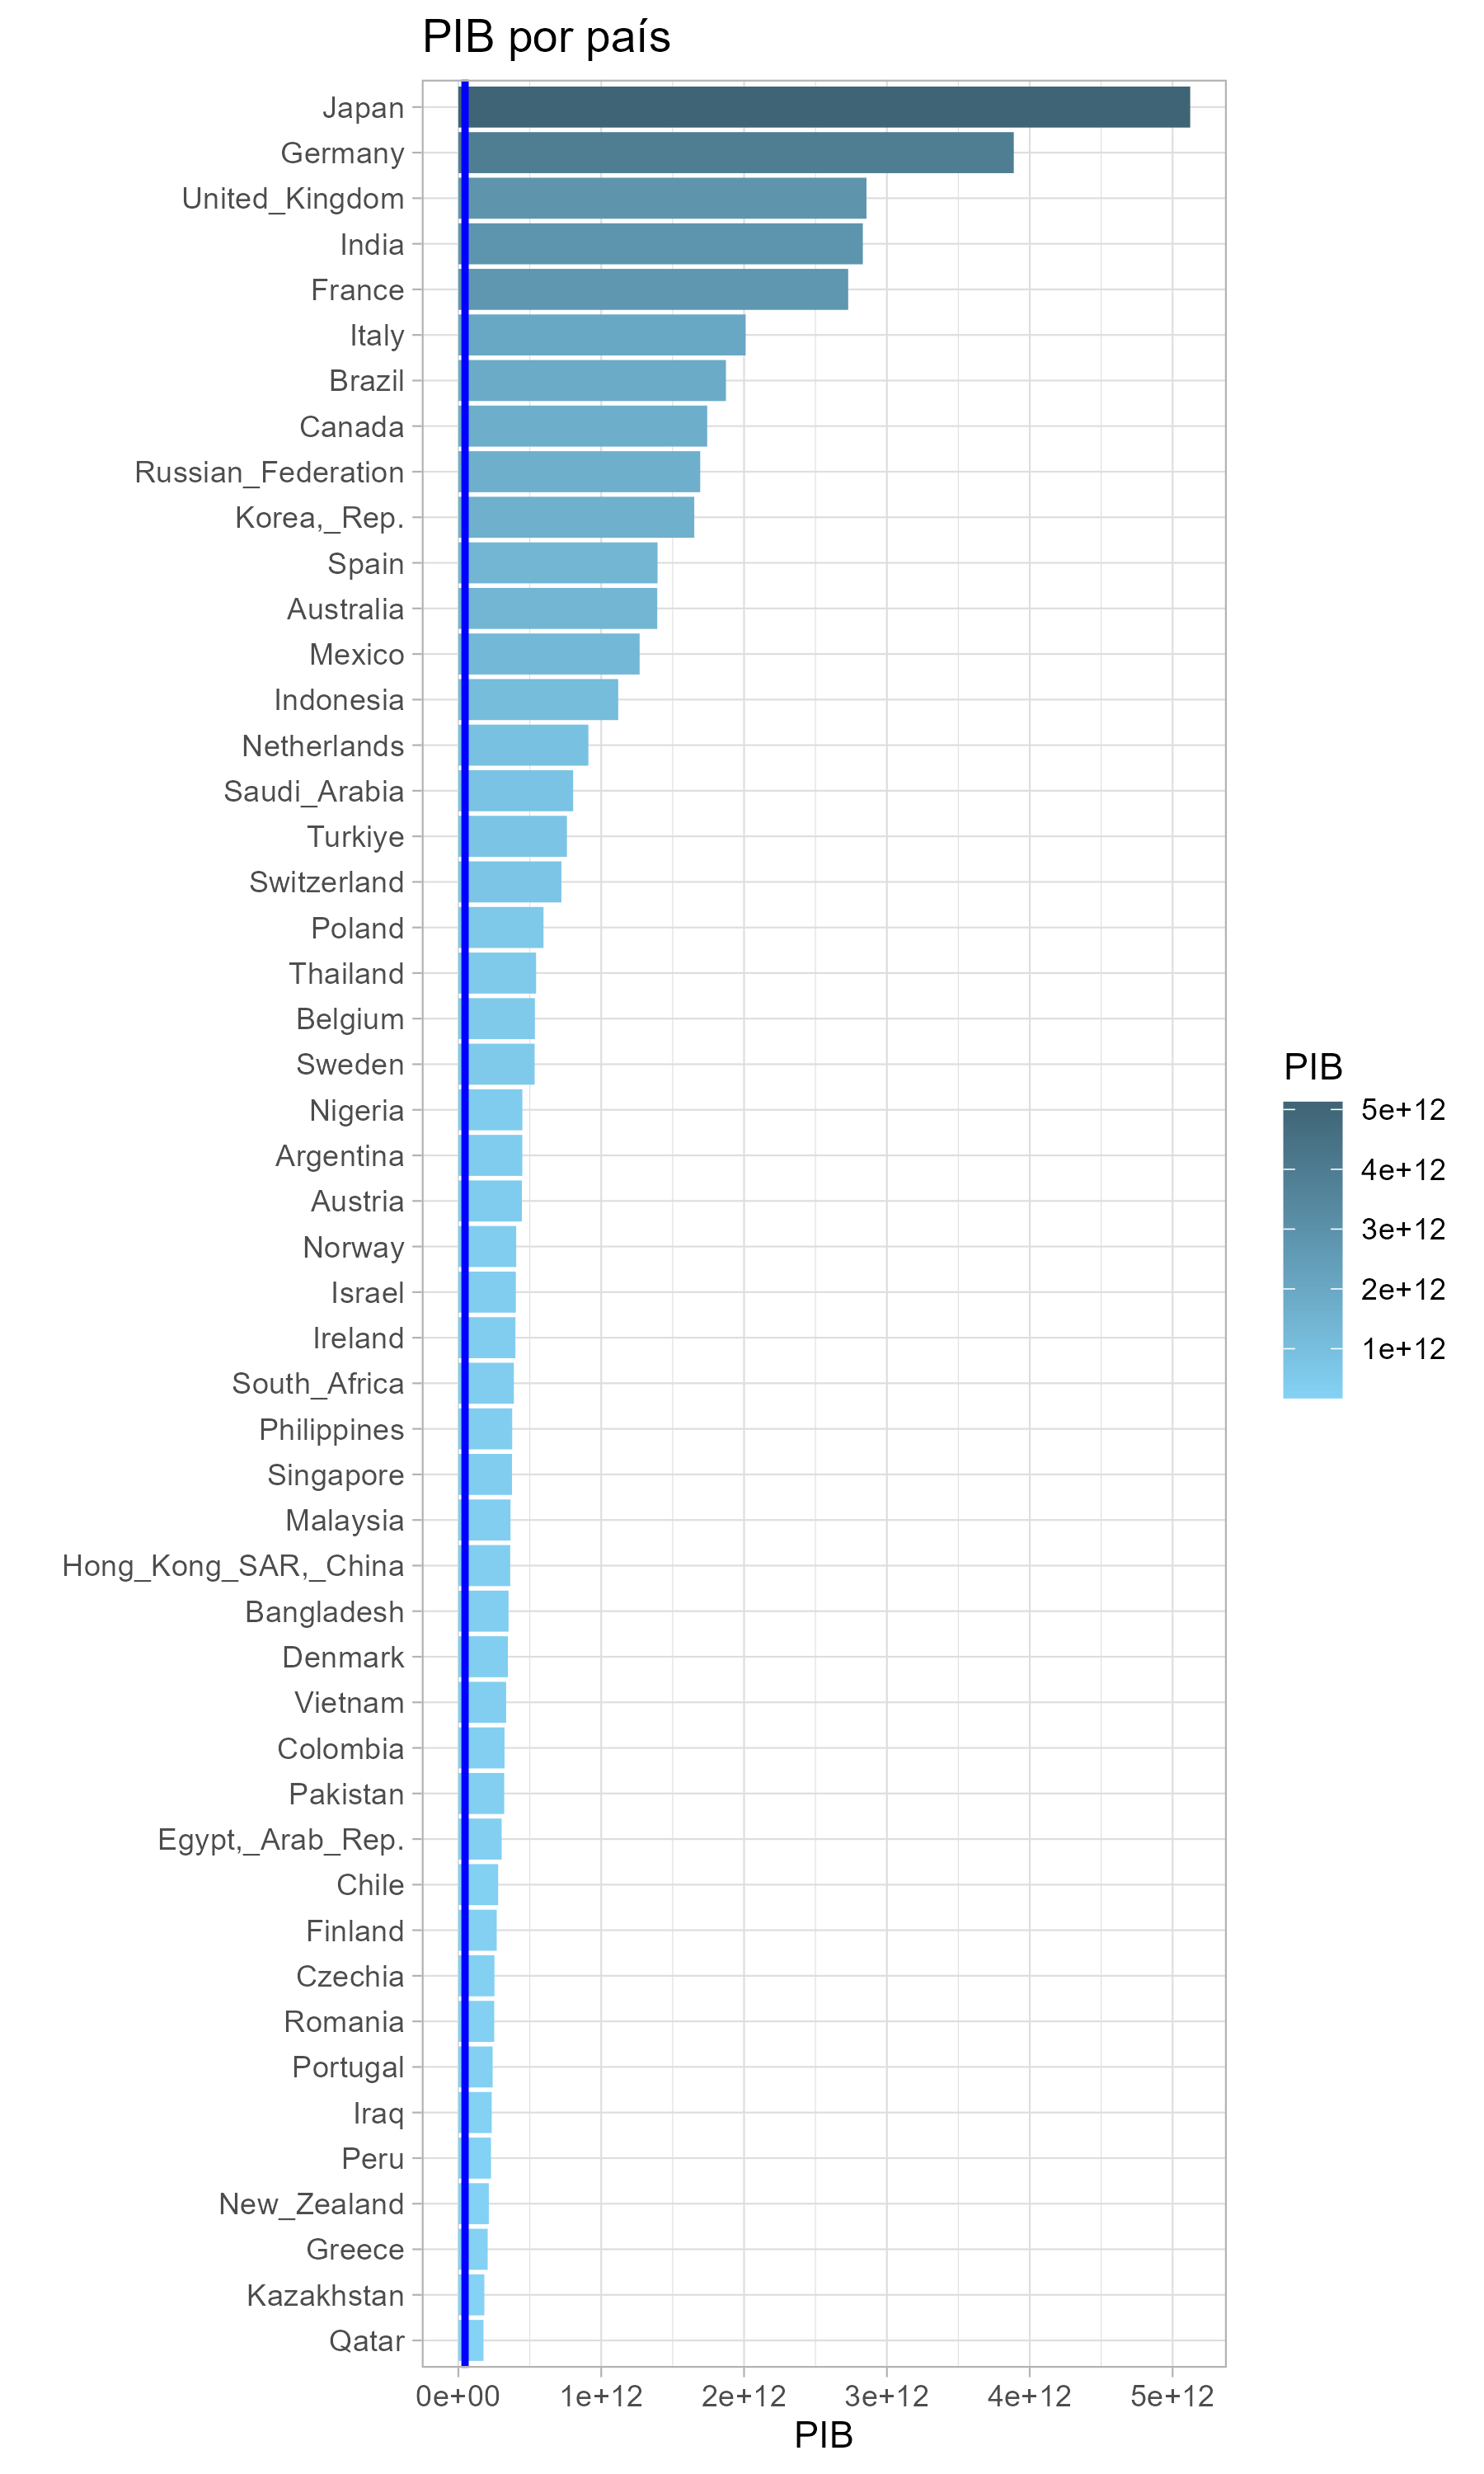 PIB por país
Japan
Germany
United_Kingdom
India
France
Italy
Brazil
Canada
Russian_Federation
Korea,_Rep.
Spain
Australia
Mexico
Indonesia
Netherlands
Saudi_Arabia
Turkiye
Switzerland
Poland
Thailand
Belgium
Sweden
Nigeria
Argentina
Austria
Norway
Israel
Ireland
South_Africa
Philippines
Singapore
Malaysia
Hong_Kong_SAR,_China
Bangladesh
Denmark
Vietnam
Colombia
Pakistan
Egypt,_Arab_Rep.
Chile
Finland
Czechia
Romania
Portugal
Iraq
Peru
New_Zealand
Greece
Kazakhstan
Qatar
0e+00 1e+12 2e+12 3e+12 4e+12 5e+12
PIB
PIB
5e+12
4e+12
3e+12
2e+12
1e+12